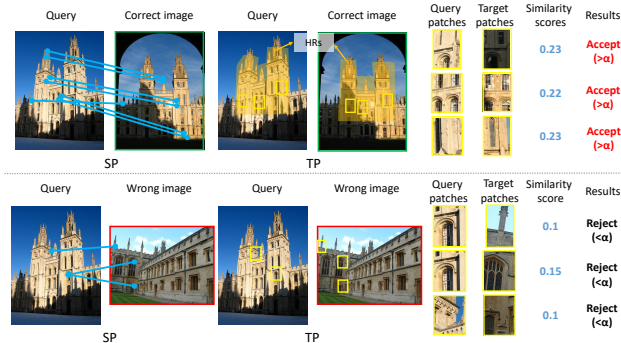 Query
Correct image
Query
Correct image
Query patches
Target patches
Similarity scores
Results
HRs
0.23
Accept
(>α)
0.22
Accept
(>α)
0.23
Accept
(>α)
SP
TP
Query
Wrong image
Query
Wrong image
Query patches
Target patches
Similarity score
Results
0.1
Reject
(<α)
0.15
Reject
(<α)
0.1
Reject
(<α)
SP
TP